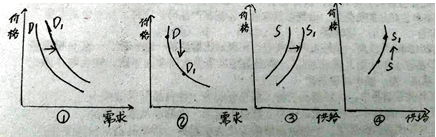 价格 D D₁ ① 需求
价格 D D₁ ② 需求
价格 S S₁ ③ 供给
价格 S₁ S ④ 供给